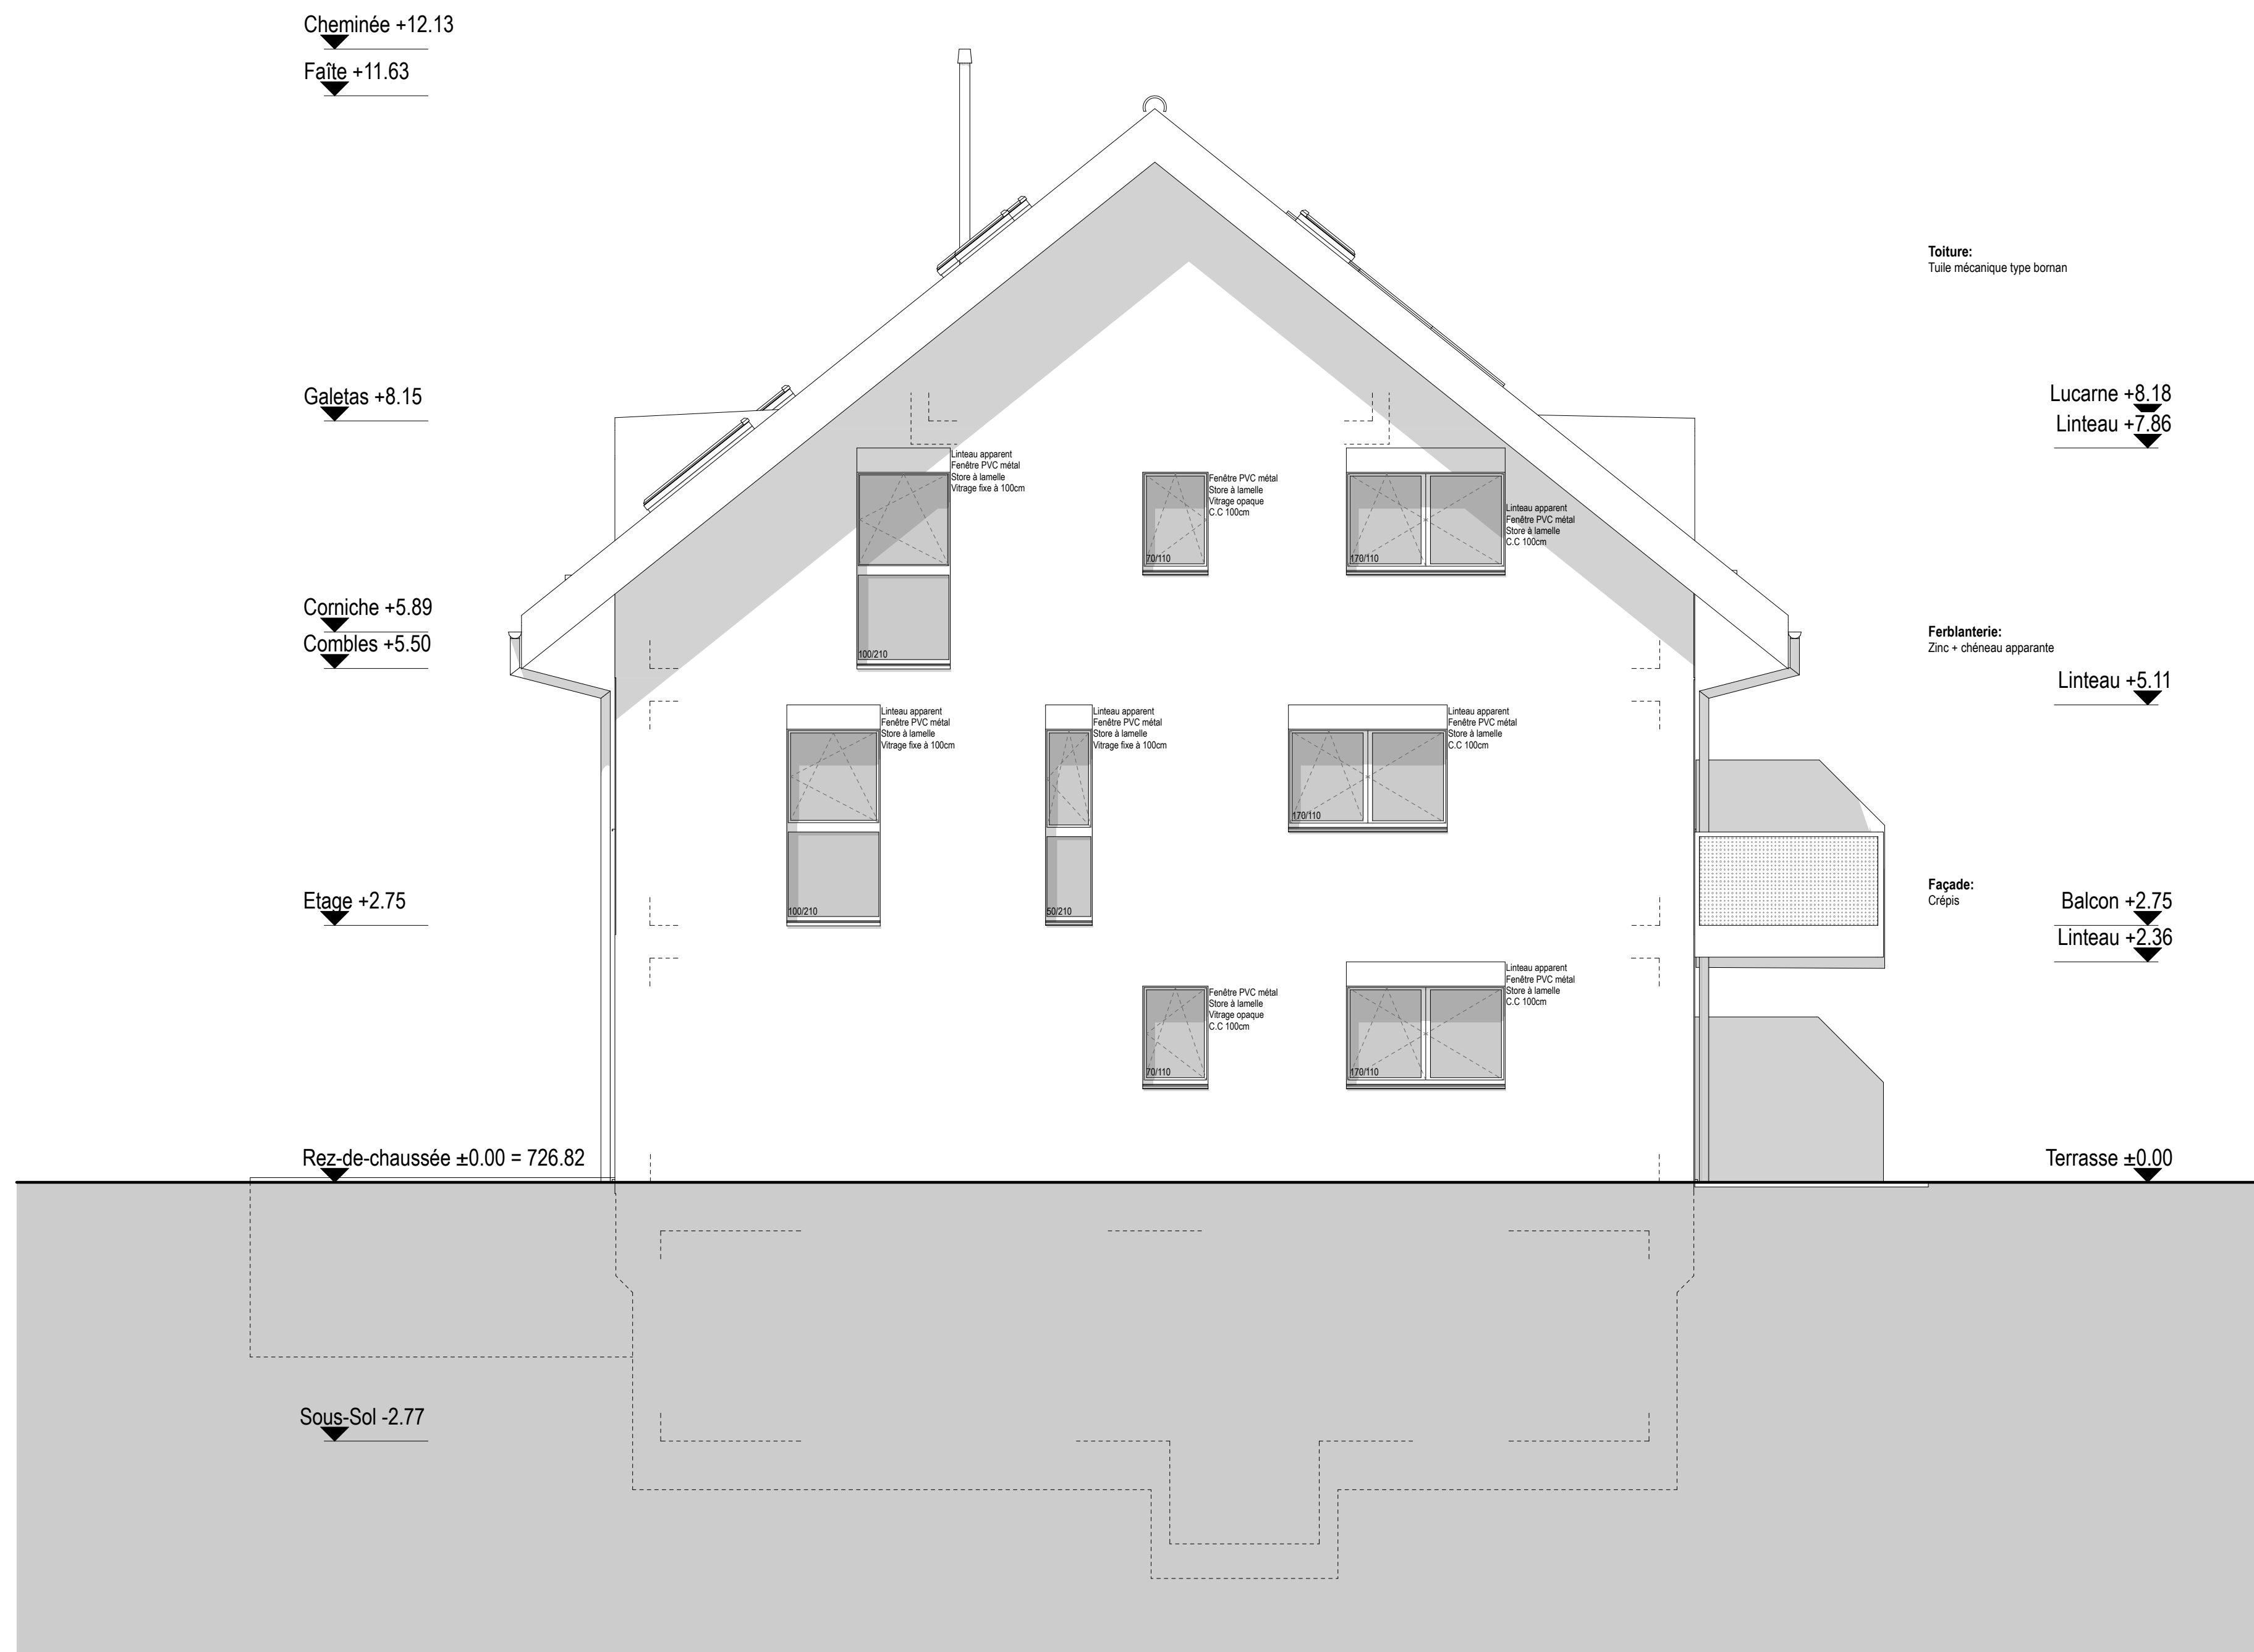 Cheminée +12.13
Faîte +11.63
Toiture:
Tuile mécanique type bornan
Galetas +8.15
Lucarne +8.18
Linteau +7.86
Linteau apparent
Fenêtre PVC métal
Store à lamelle
Vitrage fixe à 100cm
100/210
Fenêtre PVC métal
Store à lamelle
Vitrage opaque
C.C 100cm
70/110
Linteau apparent
Fenêtre PVC métal
Store à lamelle
C.C 100cm
170/110
Corniche +5.89
Combles +5.50
Ferblanterie:
Zinc + chéneau apparante
Linteau +5.11
Linteau apparent
Fenêtre PVC métal
Store à lamelle
Vitrage fixe à 100cm
100/210
Linteau apparent
Fenêtre PVC métal
Store à lamelle
Vitrage fixe à 100cm
50/210
Linteau apparent
Fenêtre PVC métal
Store à lamelle
C.C 100cm
170/110
Etage +2.75
Façade:
Crépis
Balcon +2.75
Linteau +2.36
Fenêtre PVC métal
Store à lamelle
Vitrage opaque
C.C 100cm
70/110
Linteau apparent
Fenêtre PVC métal
Store à lamelle
C.C 100cm
170/110
Rez-de-chaussée ±0.00 = 726.82
Terrasse ±0.00
Sous-Sol -2.77